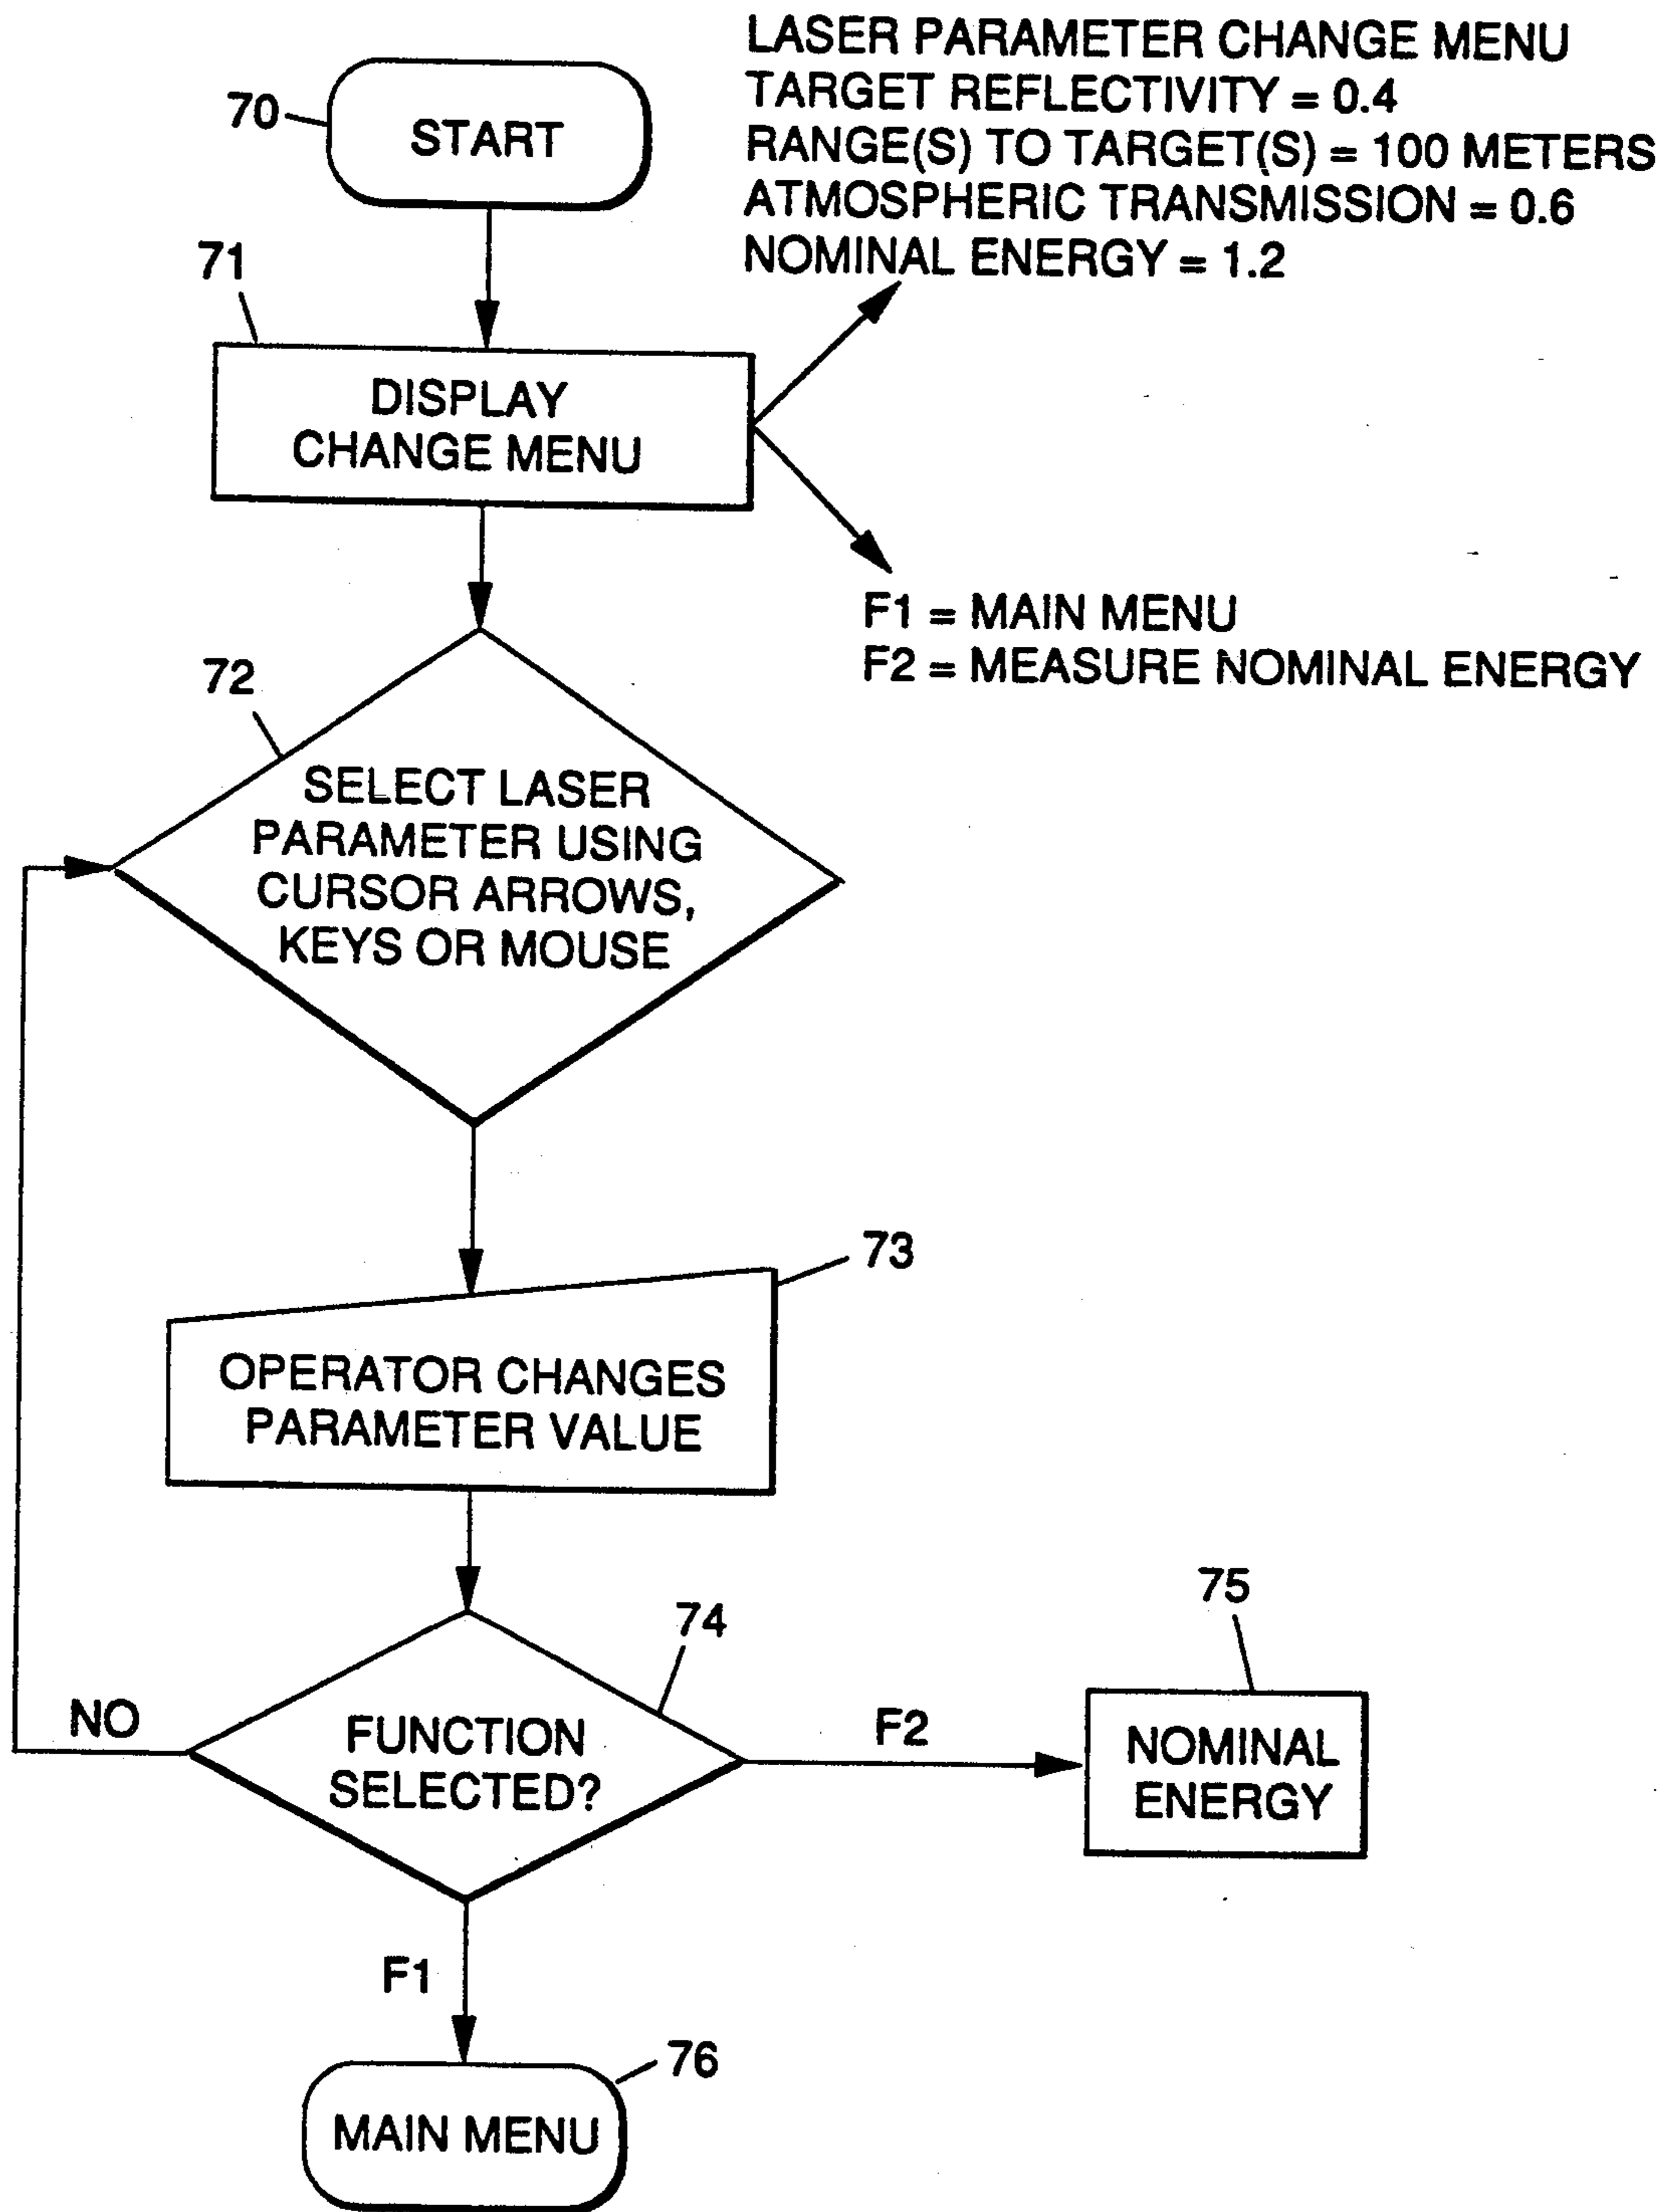 LASER PARAMETER CHANGE MENU
TARGET REFLECTIVITY = 0.4
RANGE(S) TO TARGET(S) = 100 METERS
ATMOSPHERIC TRANSMISSION = 0.6
NOMINAL ENERGY = 1.2
70
START
71
DISPLAY
CHANGE MENU
F1 = MAIN MENU
F2 = MEASURE NOMINAL ENERGY
72
SELECT LASER
PARAMETER USING
CURSOR ARROWS,
KEYS OR MOUSE
73
OPERATOR CHANGES
PARAMETER VALUE
74
FUNCTION
SELECTED?
NO
F2
75
NOMINAL
ENERGY
F1
76
MAIN MENU